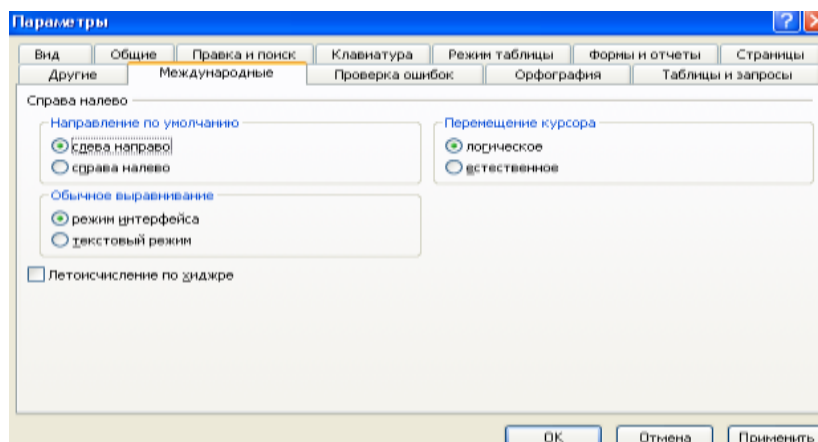 Параметры
Вид Общие Правка и поиск Клавиатура Режим таблицы Формы и отчеты Страницы
Другие Международные Проверка ошибок Орфография Таблицы и запросы
Справа налево
Направление по умолчанию Перемещение курсора
слева направо логическое
справа налево естественное
Обычное выравнивание
режим интерфейса
текстовый режим
Летоисчисление по хиджре
ОК Отмена Применить